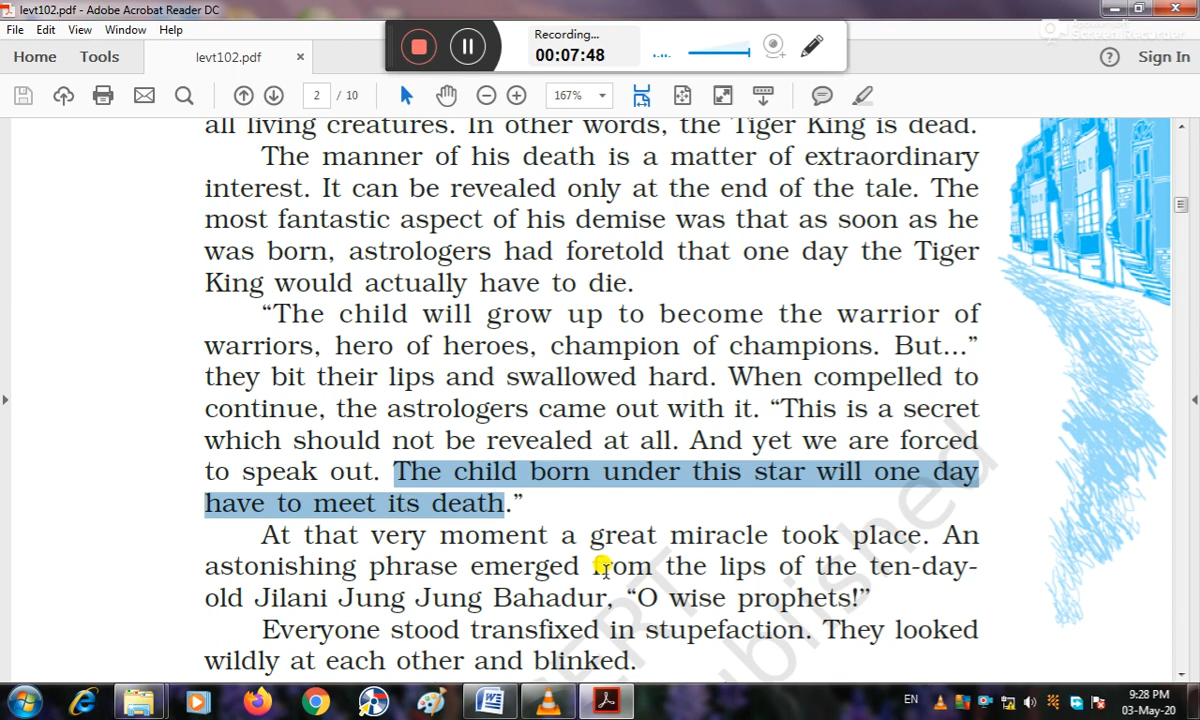 levt102.pdf - Adobe Acrobat Reader DC
File Edit View Window Help
Recording...
00:07:48
Apowersoft
Screen Recorder
Home Tools levt102.pdf × Sign In
2 / 10 167%
all living creatures. In other words, the Tiger King is dead.
The manner of his death is a matter of extraordinary
interest. It can be revealed only at the end of the tale. The
most fantastic aspect of his demise was that as soon as he
was born, astrologers had foretold that one day the Tiger
King would actually have to die.
“The child will grow up to become the warrior of
warriors, hero of heroes, champion of champions. But...”
they bit their lips and swallowed hard. When compelled to
continue, the astrologers came out with it. “This is a secret
which should not be revealed at all. And yet we are forced
to speak out. The child born under this star will one day
have to meet its death.”
At that very moment a great miracle took place. An
astonishing phrase emerged from the lips of the ten-day-
old Jilani Jung Jung Bahadur, “O wise prophets!”
Everyone stood transfixed in stupefaction. They looked
wildly at each other and blinked.
EN
9:28 PM
03-May-20